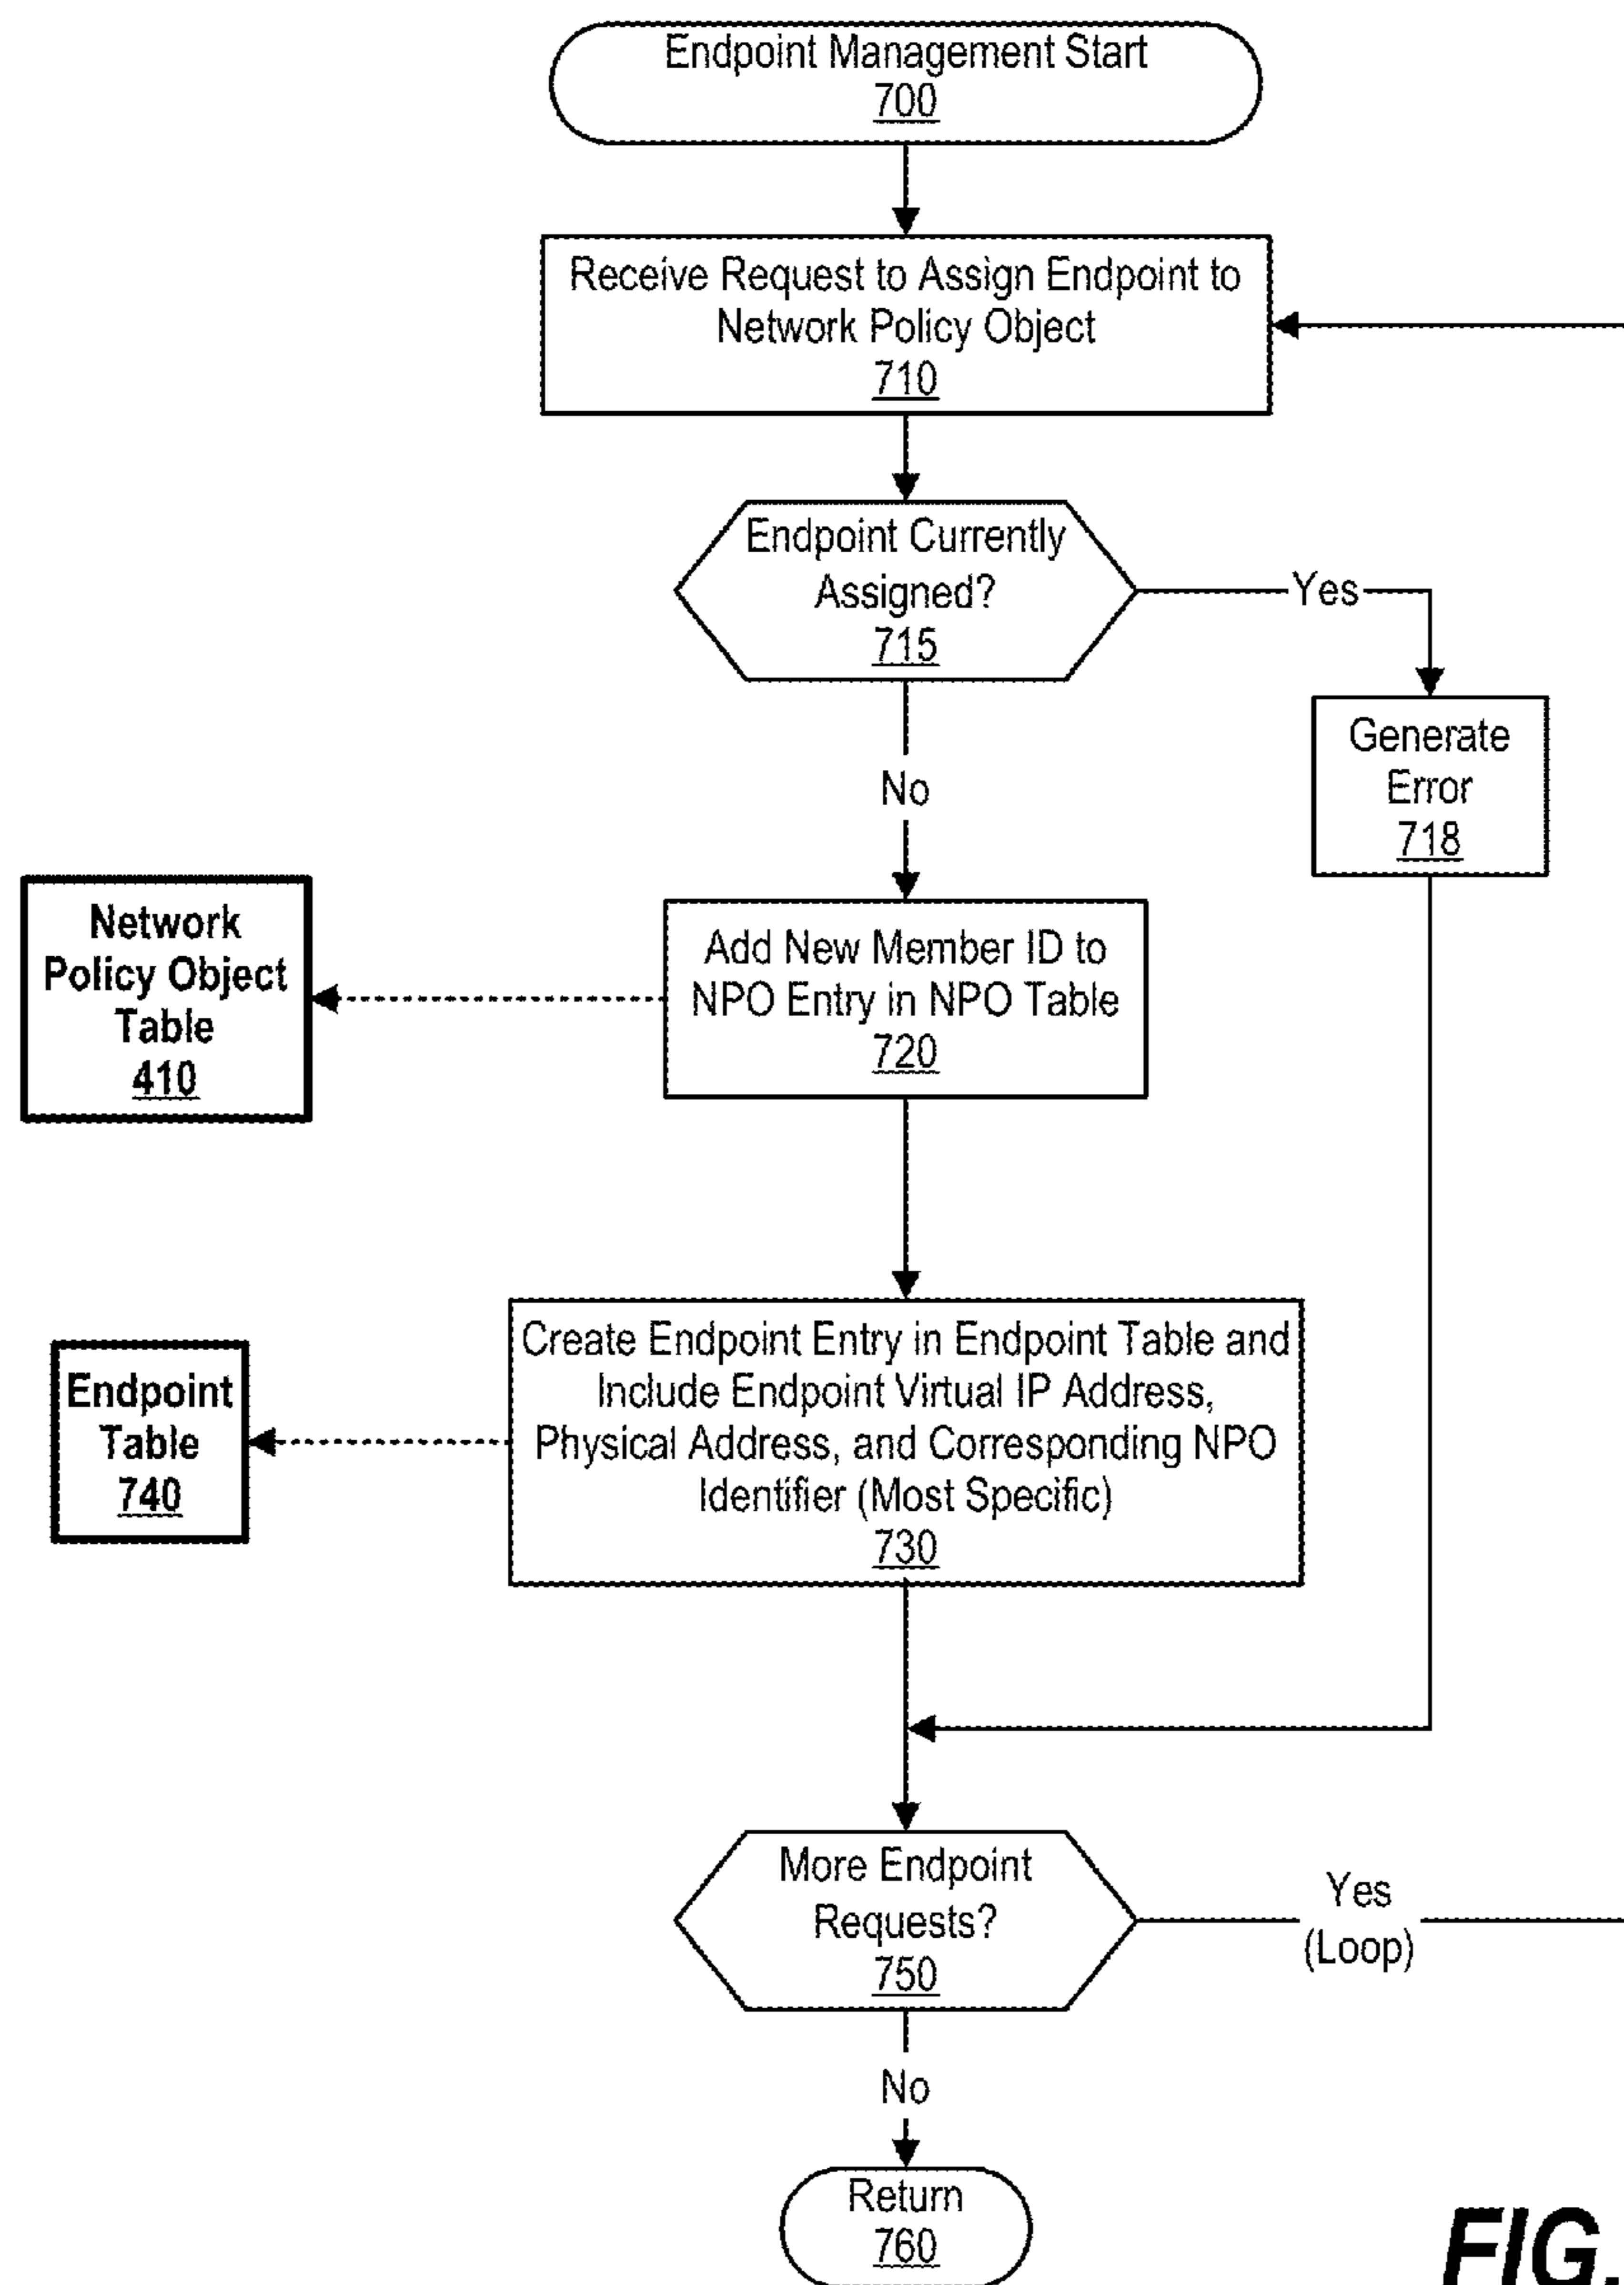 Endpoint Management Start
700
Receive Request to Assign Endpoint to
Network Policy Object
710
Endpoint Currently
Assigned?
715
Yes
Generate
Error
718
No
Network
Policy Object
Table
410
Add New Member ID to
NPO Entry in NPO Table
720
Endpoint
Table
740
Create Endpoint Entry in Endpoint Table and
Include Endpoint Virtual IP Address,
Physical Address, and Corresponding NPO
Identifier (Most Specific)
730
More Endpoint
Requests?
750
Yes
(Loop)
No
Return
760
FIG.